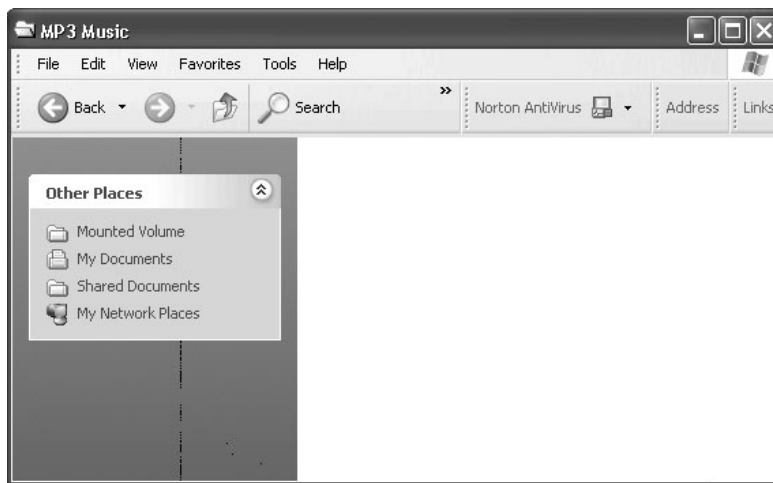 MP3 Music
File Edit View Favorites Tools Help
Back Search » Norton AntiVirus Address Links
Other Places
Mounted Volume
My Documents
Shared Documents
My Network Places